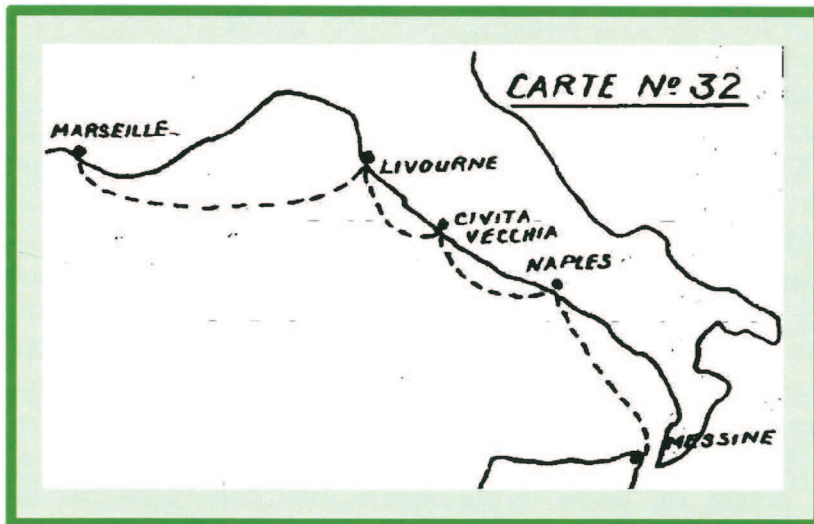 CARTE Nº 32
MARSEILLE
LIVOURNE
CIVITA
VECCHIA
NAPLES
MESSINE